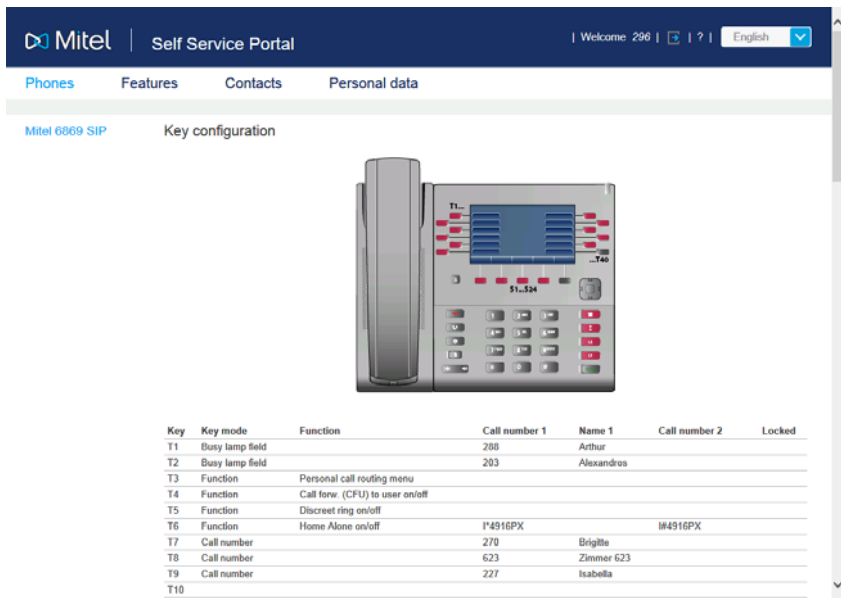 Mitel | Self Service Portal
| Welcome 296 | | ? | English
Phones Features Contacts Personal data
Mitel 6869 SIP
Key configuration
T1...
...T46
S1...S24
Key Key mode Function Call number 1 Name 1 Call number 2 Locked
T1 Busy lamp field 288 Arthur
T2 Busy lamp field 203 Alexandros
T3 Function Personal call routing menu
T4 Function Call forw. (CFU) to user on/off
T5 Function Discreet ring on/off
T6 Function Home Alone on/off I*4916PX I#4916PX
T7 Call number 270 Brigitte
T8 Call number 623 Zimmer 623
T9 Call number 227 Isabella
T10